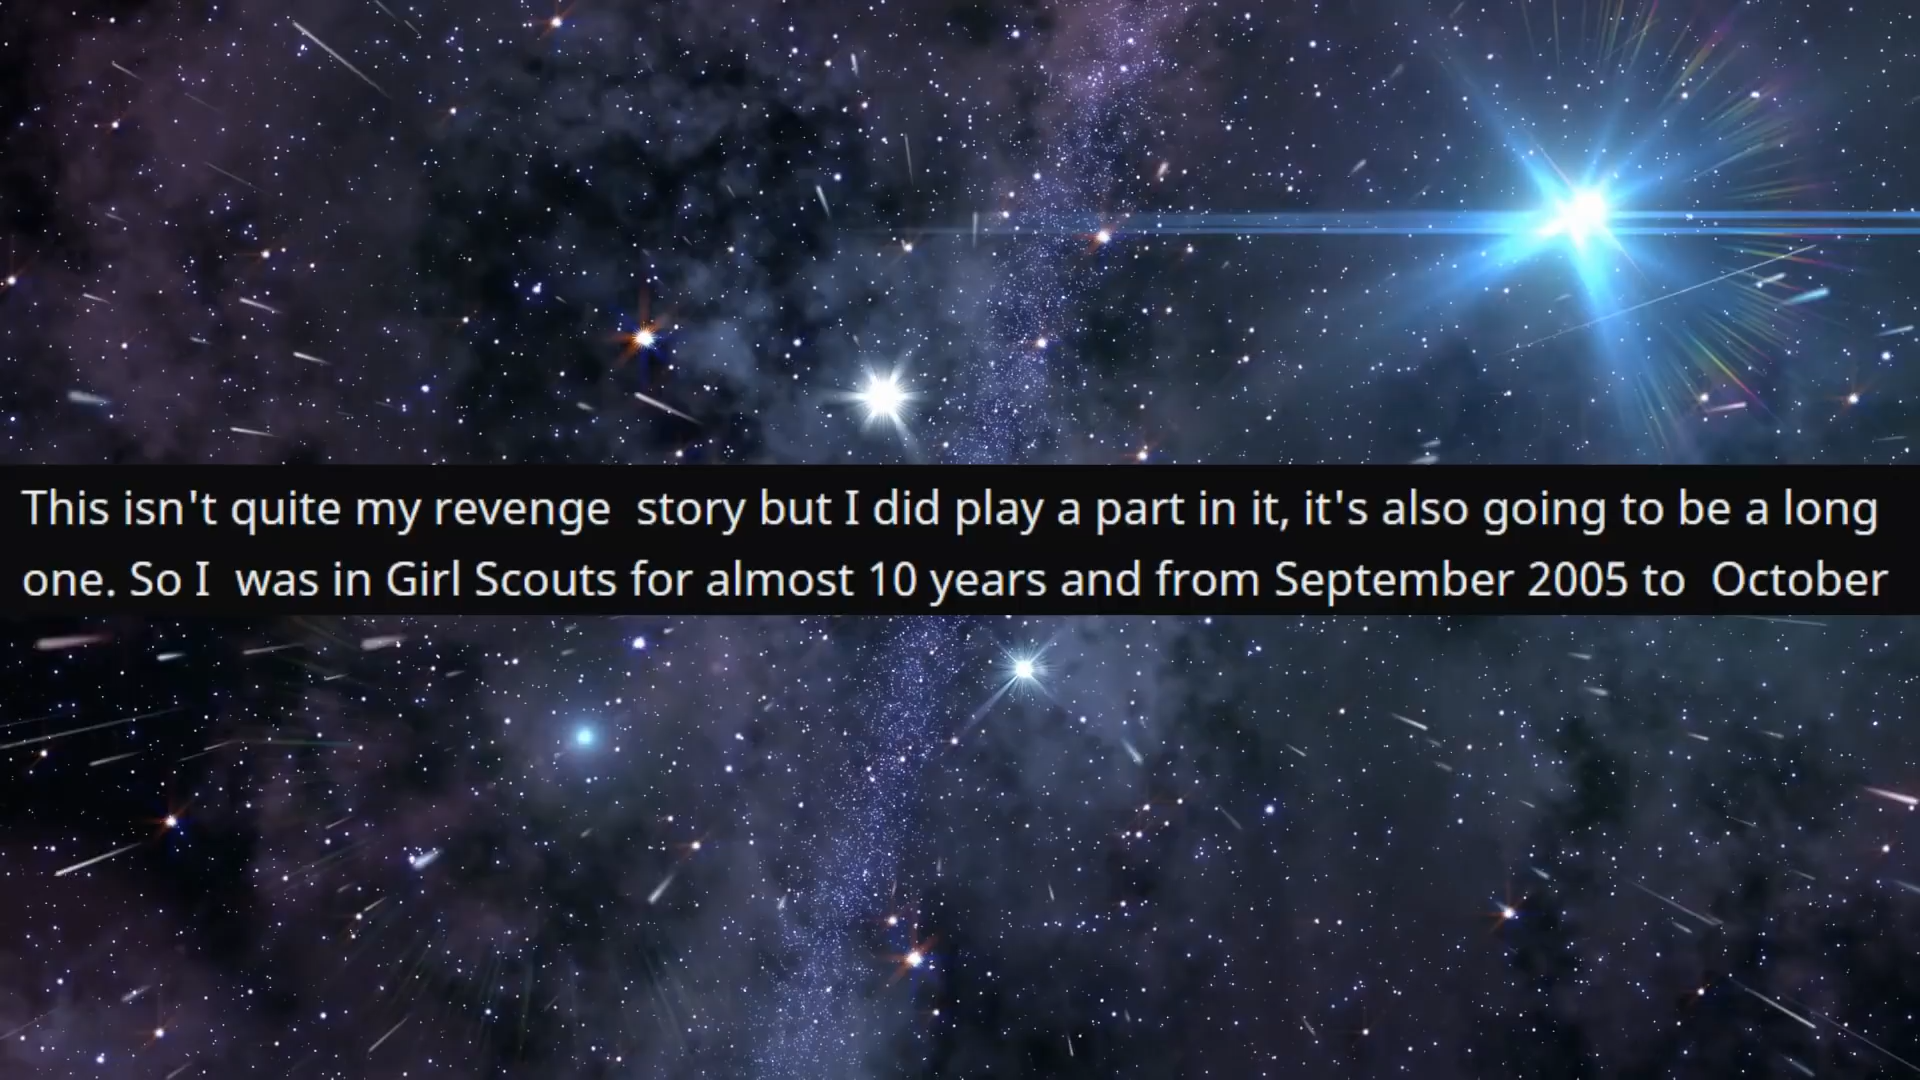 This isn't quite my revenge  story but I did play a part in it, it's also going to be a long
one. So I  was in Girl Scouts for almost 10 years and from September 2005 to  October